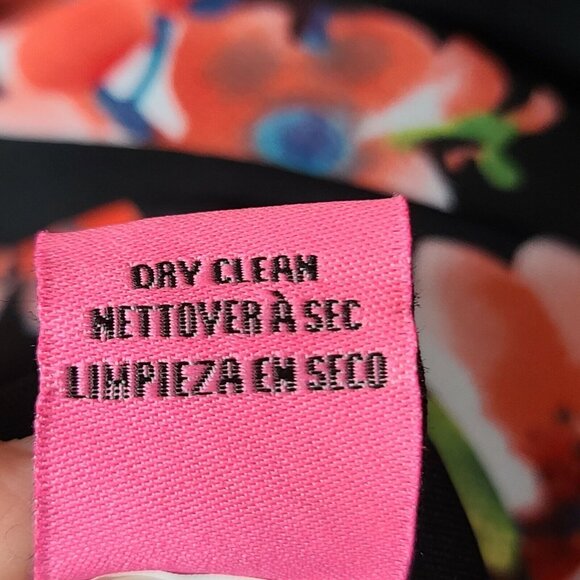 DRY CLEAN
NETTOYER À SEC
LIMPIEZA EN SECO